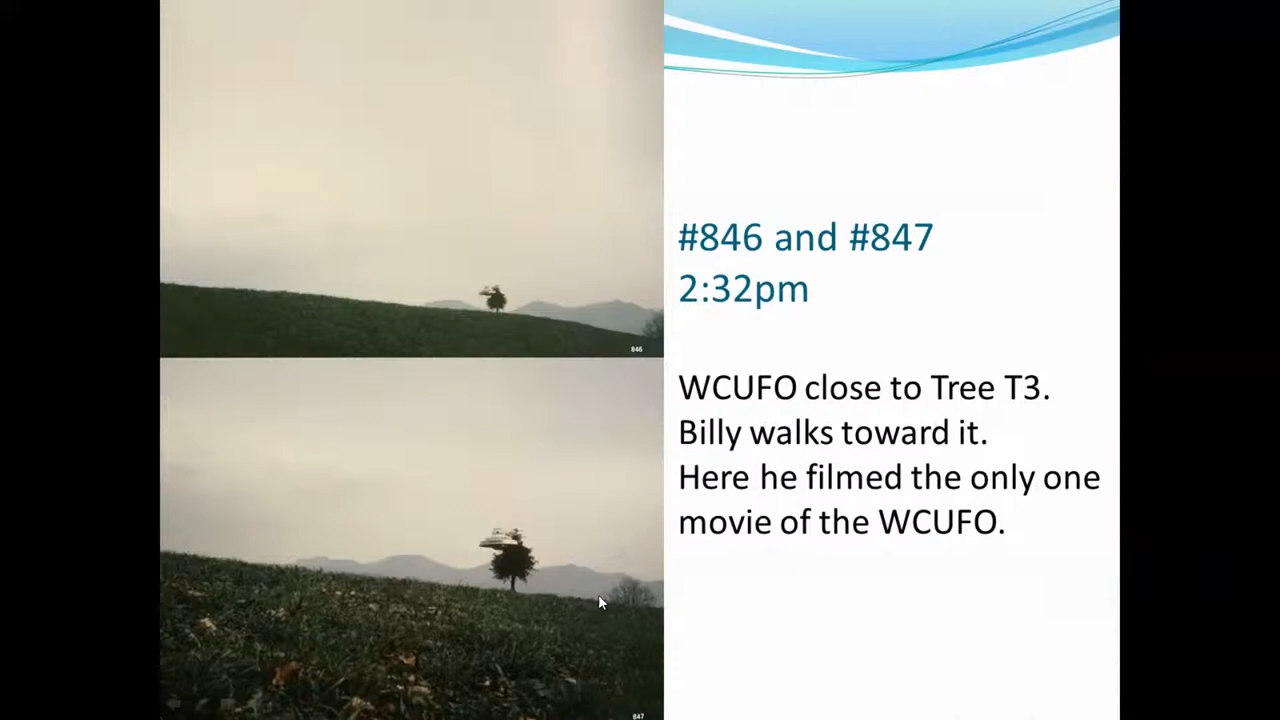 #846 and #847
2:32pm
WCUFO close to Tree T3.
Billy walks toward it.
Here he filmed the only one
movie of the WCUFO.
846
847